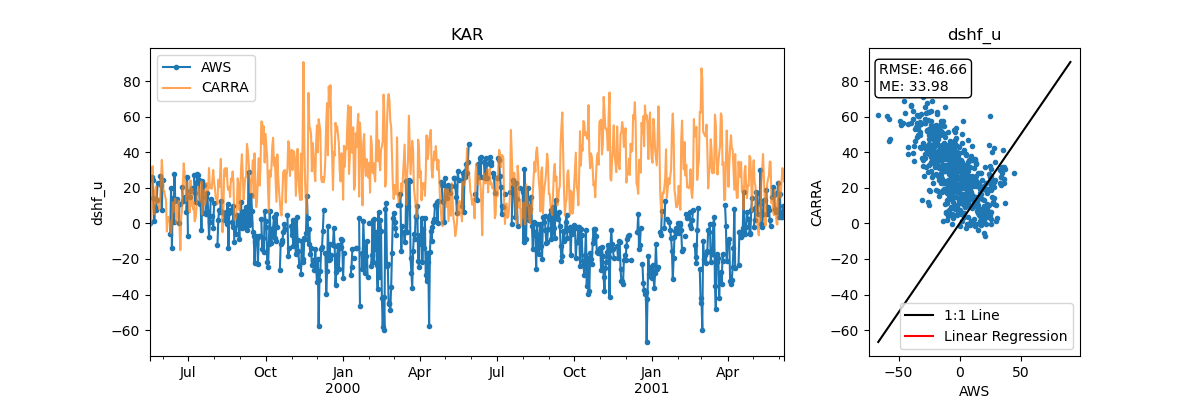 KAR
dshf_u
AWS
CARRA
dshf_u
80
60
40
20
0
−20
−40
−60
Jul
Oct
Jan
2000
Apr
Jul
Oct
Jan
2001
Apr
RMSE: 46.66
ME: 33.98
CARRA
80
60
40
20
0
−20
−40
−60
1:1 Line
Linear Regression
−50
0
50
AWS